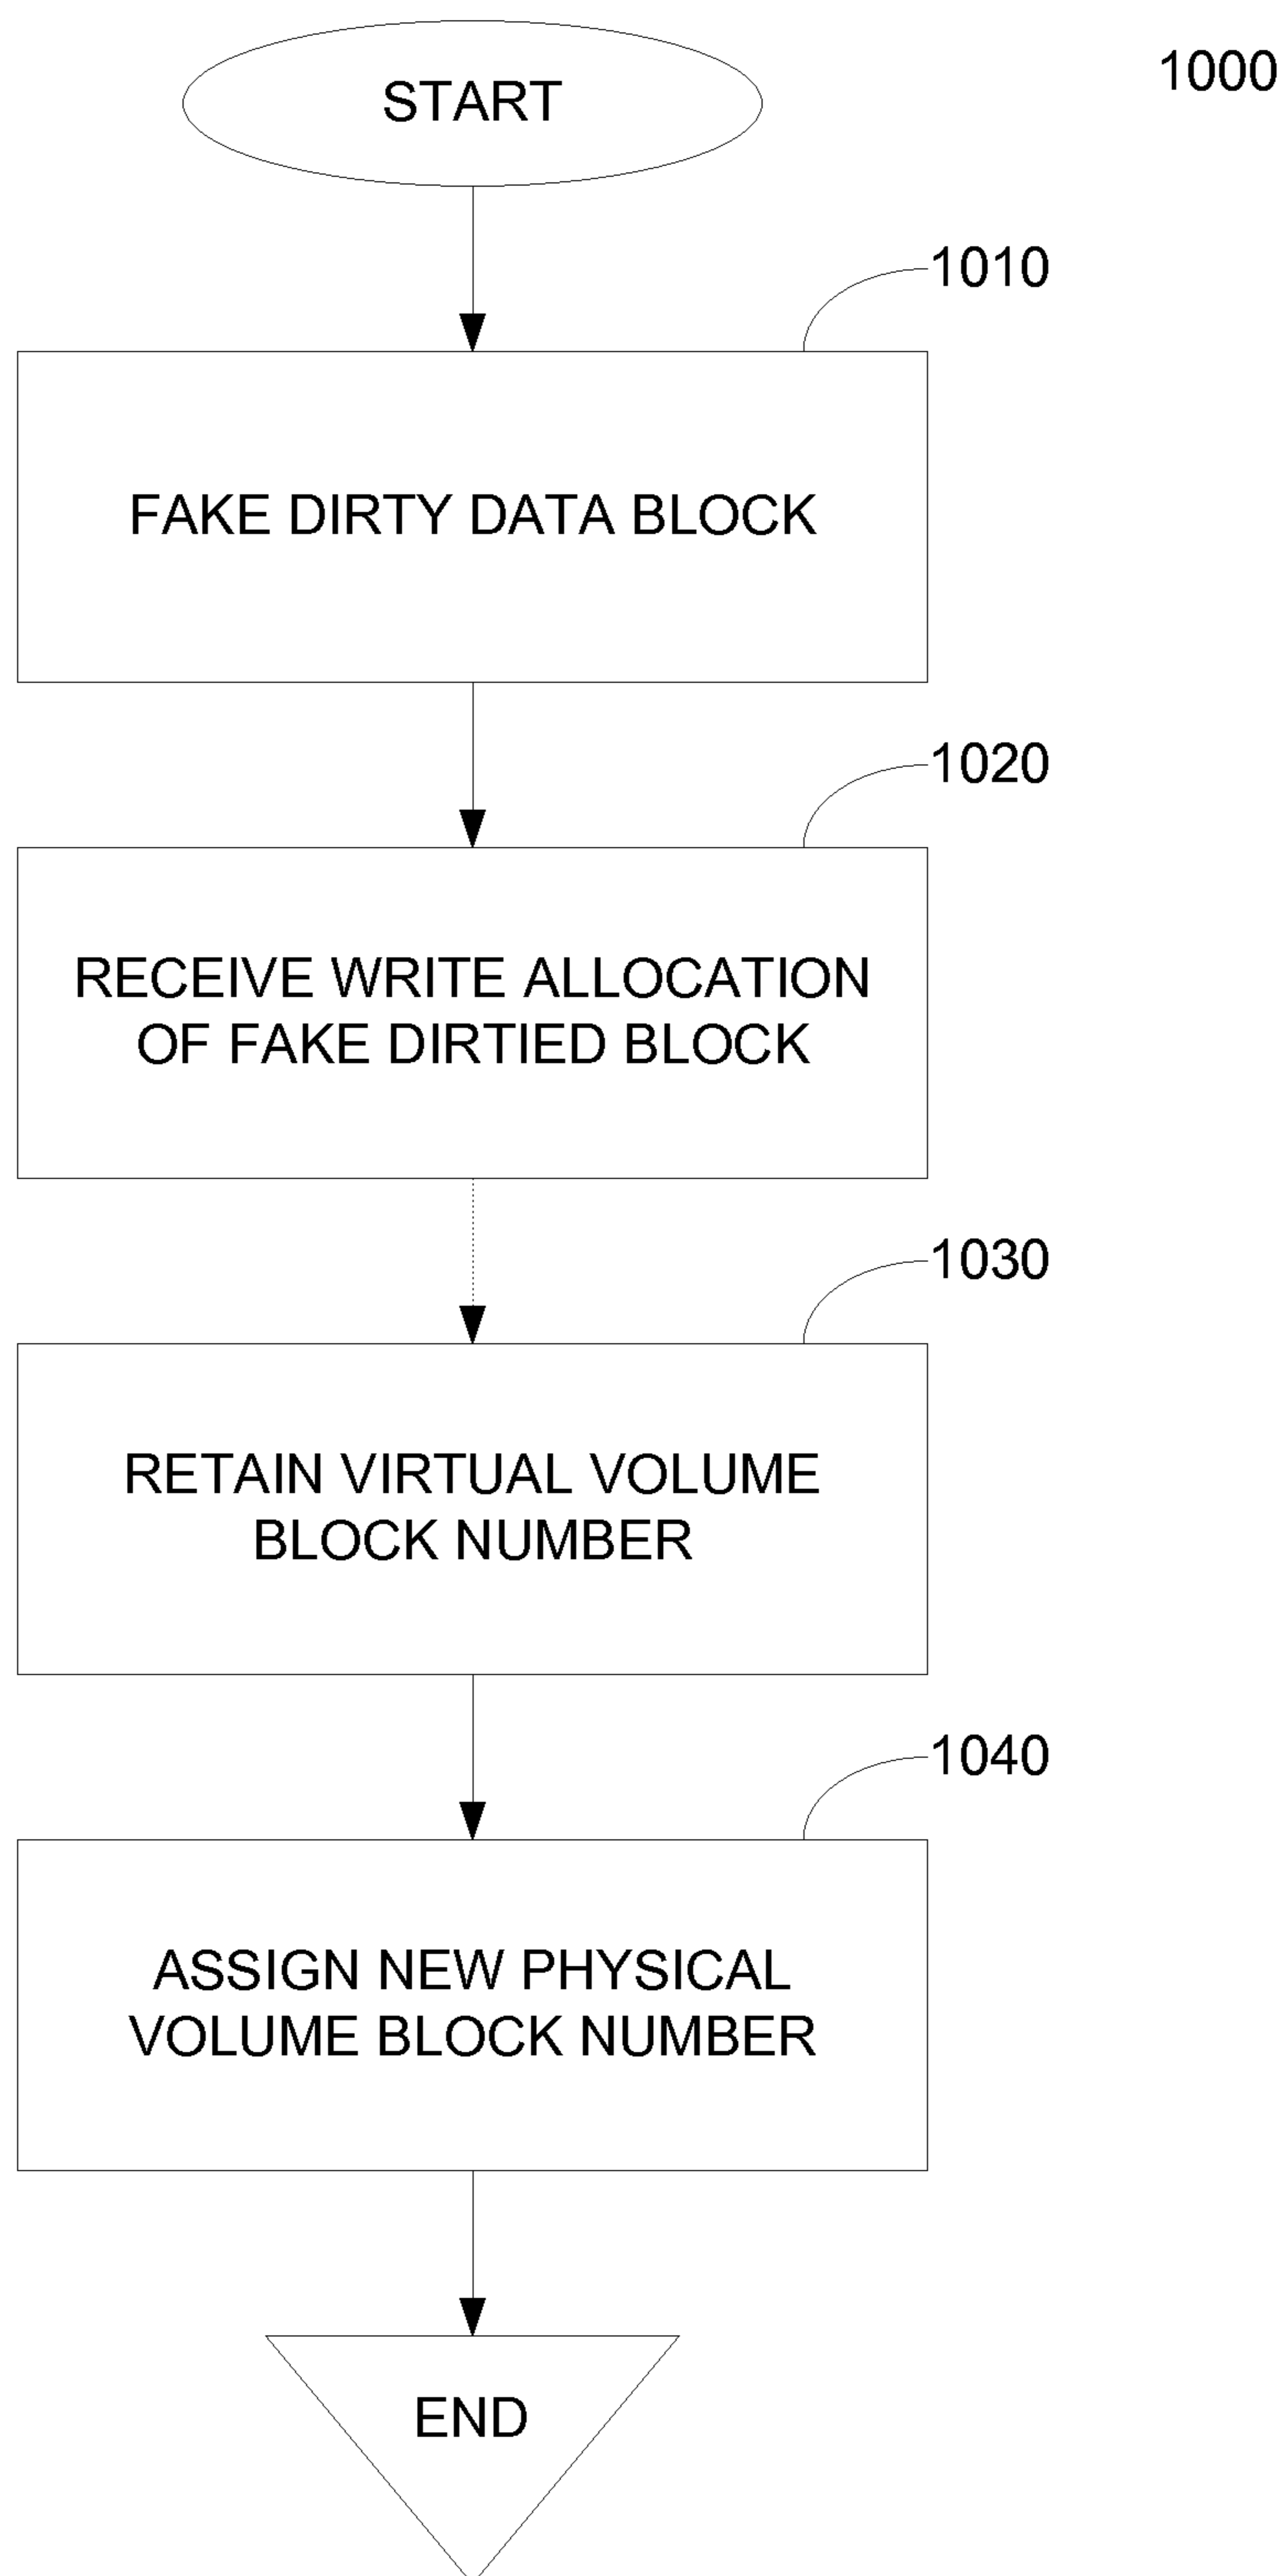 START
1000
1010
FAKE DIRTY DATA BLOCK
1020
RECEIVE WRITE ALLOCATION
OF FAKE DIRTIED BLOCK
1030
RETAIN VIRTUAL VOLUME
BLOCK NUMBER
1040
ASSIGN NEW PHYSICAL
VOLUME BLOCK NUMBER
END